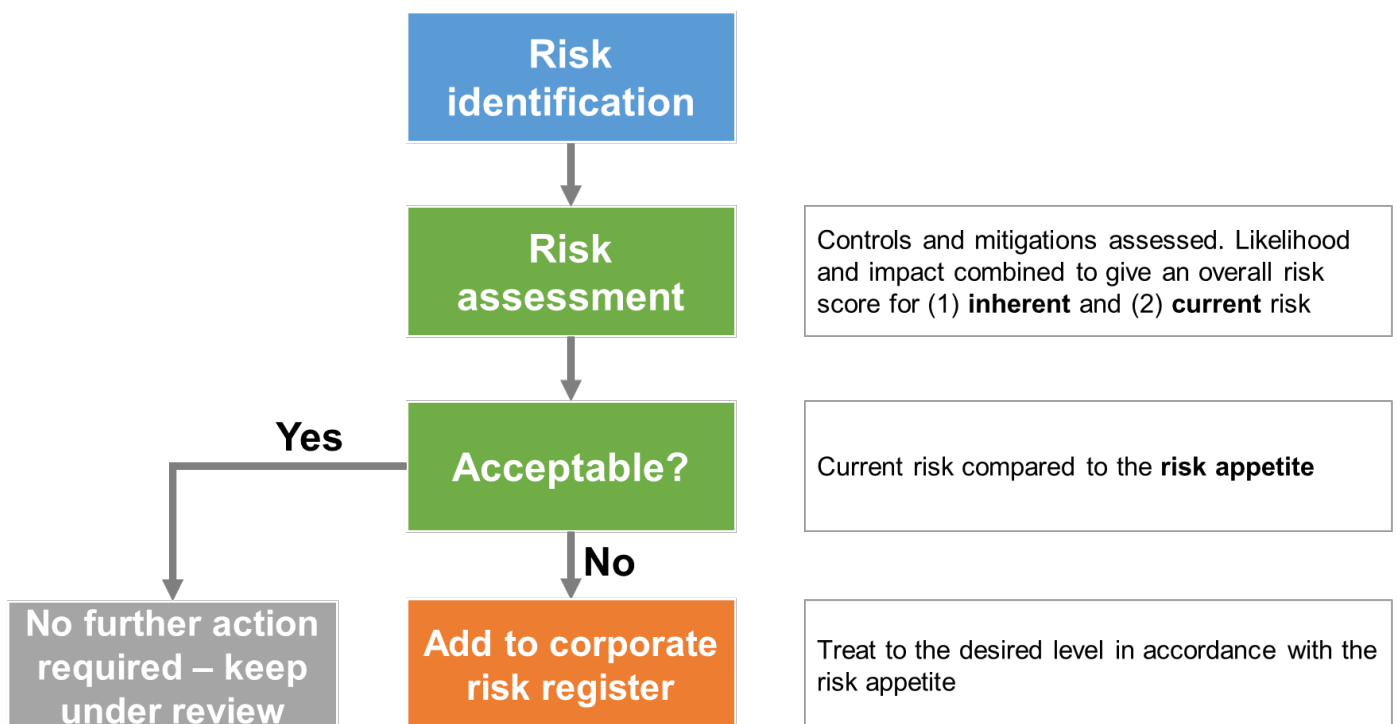 Risk
identification
Risk
assessment
Controls and mitigations assessed. Likelihood
and impact combined to give an overall risk
score for (1) inherent and (2) current risk
Yes
Acceptable?
Current risk compared to the risk appetite
No
No further action
required – keep
under review
Add to corporate
risk register
Treat to the desired level in accordance with the
risk appetite